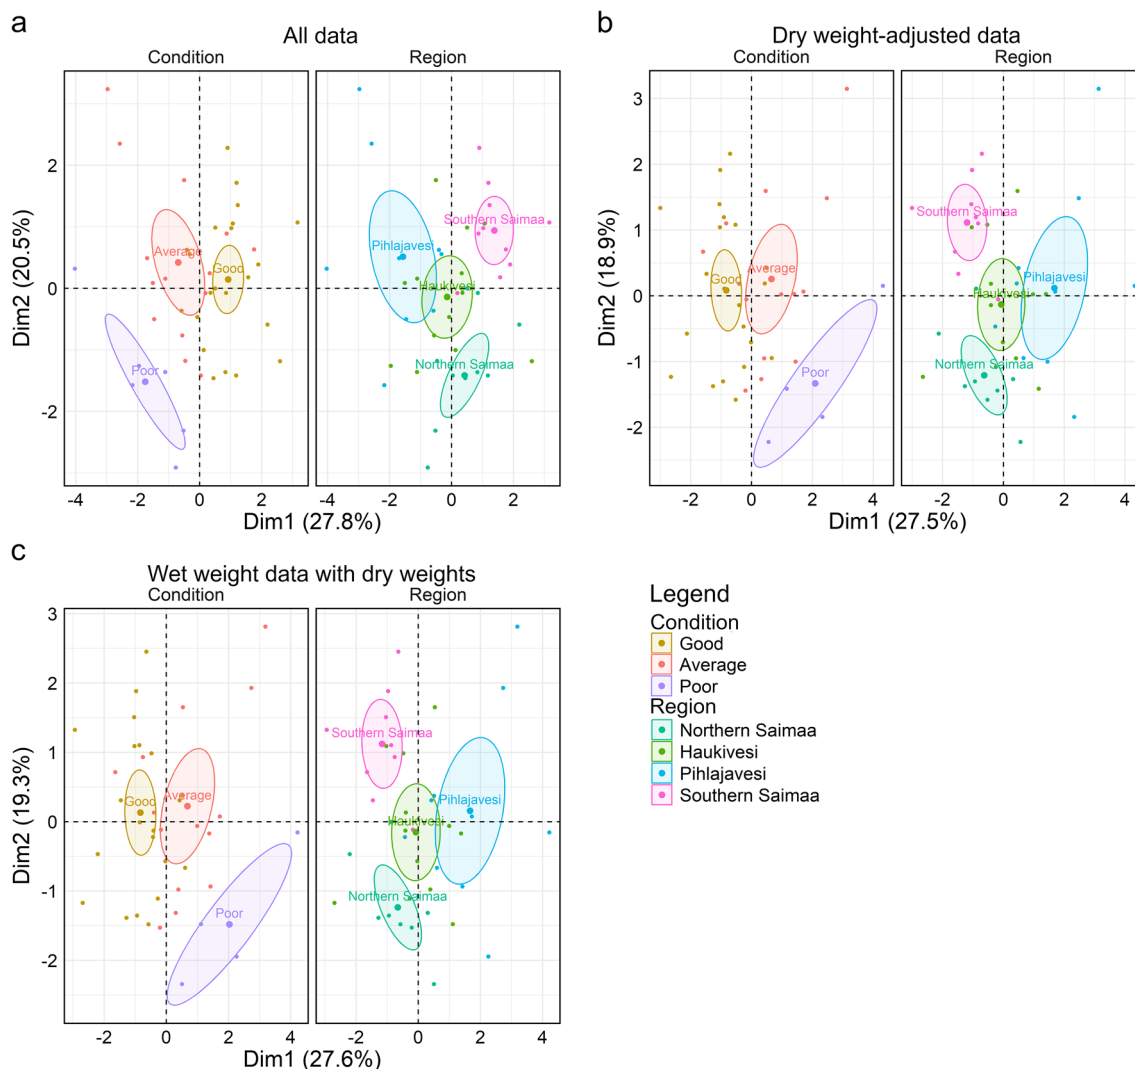 a
All data
Condition
Region
Dim2 (20.5%)
2
0
-2
Average
Good
Poor
Pihlajavesi
Southern Saimaa
Haukivesi
Northern Saimaa
-4
-2
0
2
-4
-2
0
2
Dim1 (27.8%)
b
Dry weight-adjusted data
Condition
Region
Dim2 (18.9%)
3
2
1
0
-1
-2
Good
Average
Poor
Southern Saimaa
Pihlajavesi
Haukivesi
Northern Saimaa
-2
0
2
4
-2
0
2
4
Dim1 (27.5%)
c
Wet weight data with dry weights
Condition
Region
Dim2 (19.3%)
3
2
1
0
-1
-2
Good
Average
Poor
Southern Saimaa
Pihlajavesi
Haukivesi
Northern Saimaa
-2
0
2
4
-2
0
2
4
Dim1 (27.6%)
Legend
Condition
Good
Average
Poor
Region
Northern Saimaa
Haukivesi
Pihlajavesi
Southern Saimaa